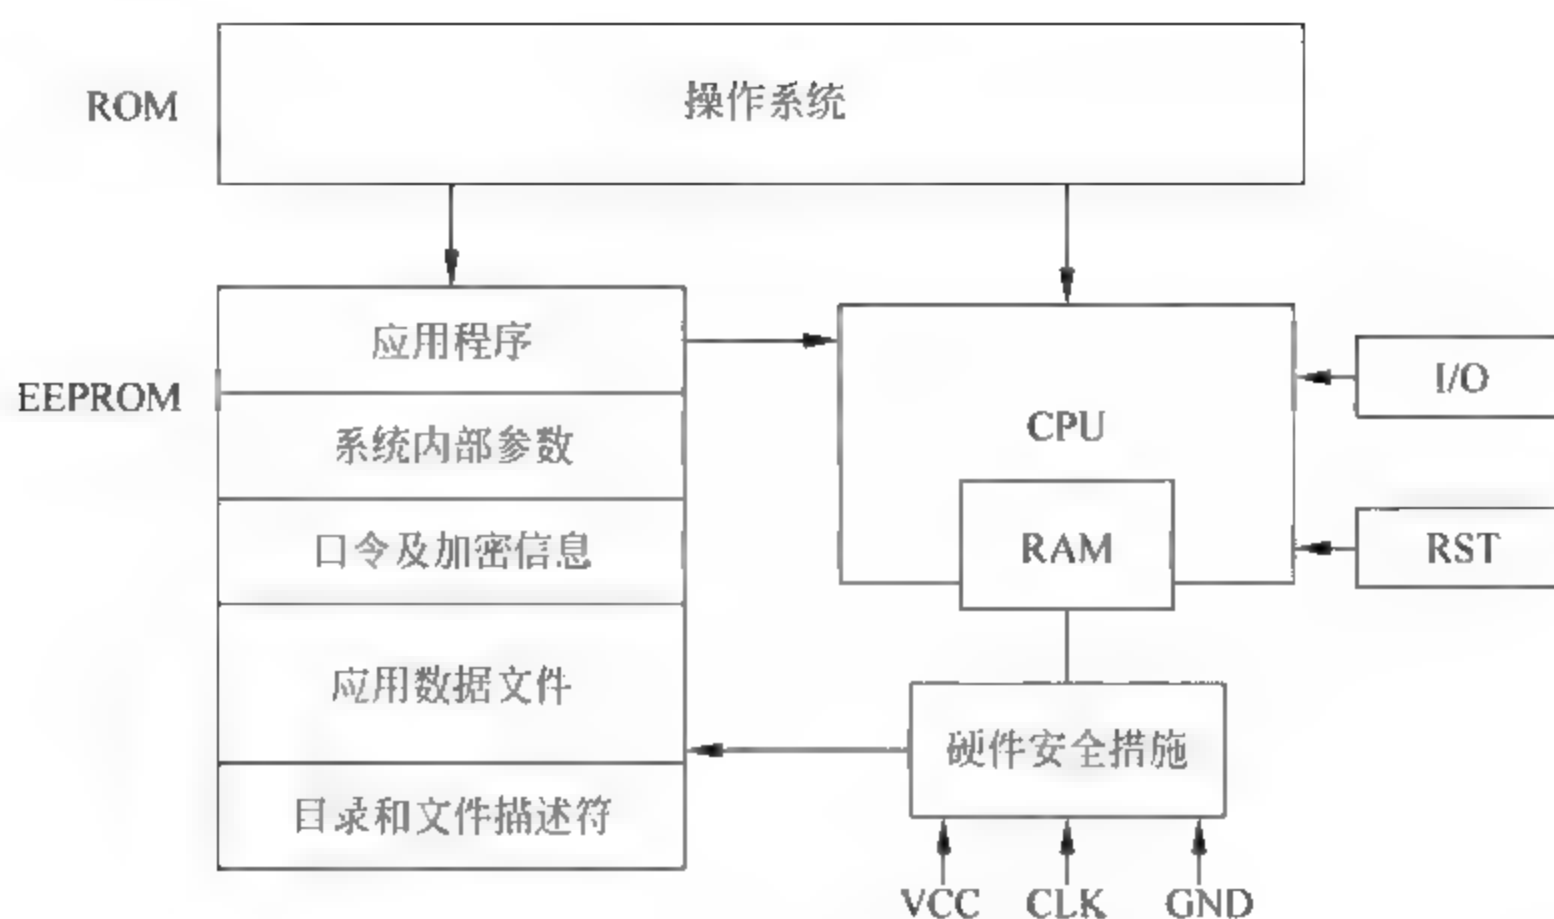 ROM
操作系统
应用程序
EEPROM
系统内部参数
口令及加密信息
应用数据文件
目录和文件描述符
CPU
RAM
I/O
RST
硬件安全措施
VCC
CLK
GND